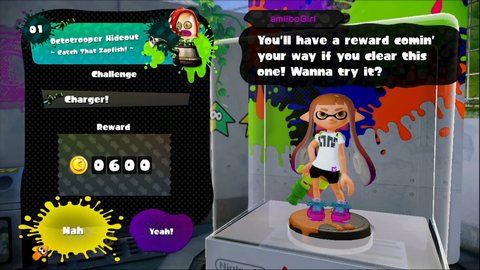 01
Octotrooper Hideout
~ Catch That Zapfish! ~
Challenge
Charger!
Reward
0600
Nah
Yeah!
amiiboGirl
You'll have a reward comin'
your way if you clear this
one! Wanna try it?
Nintendo